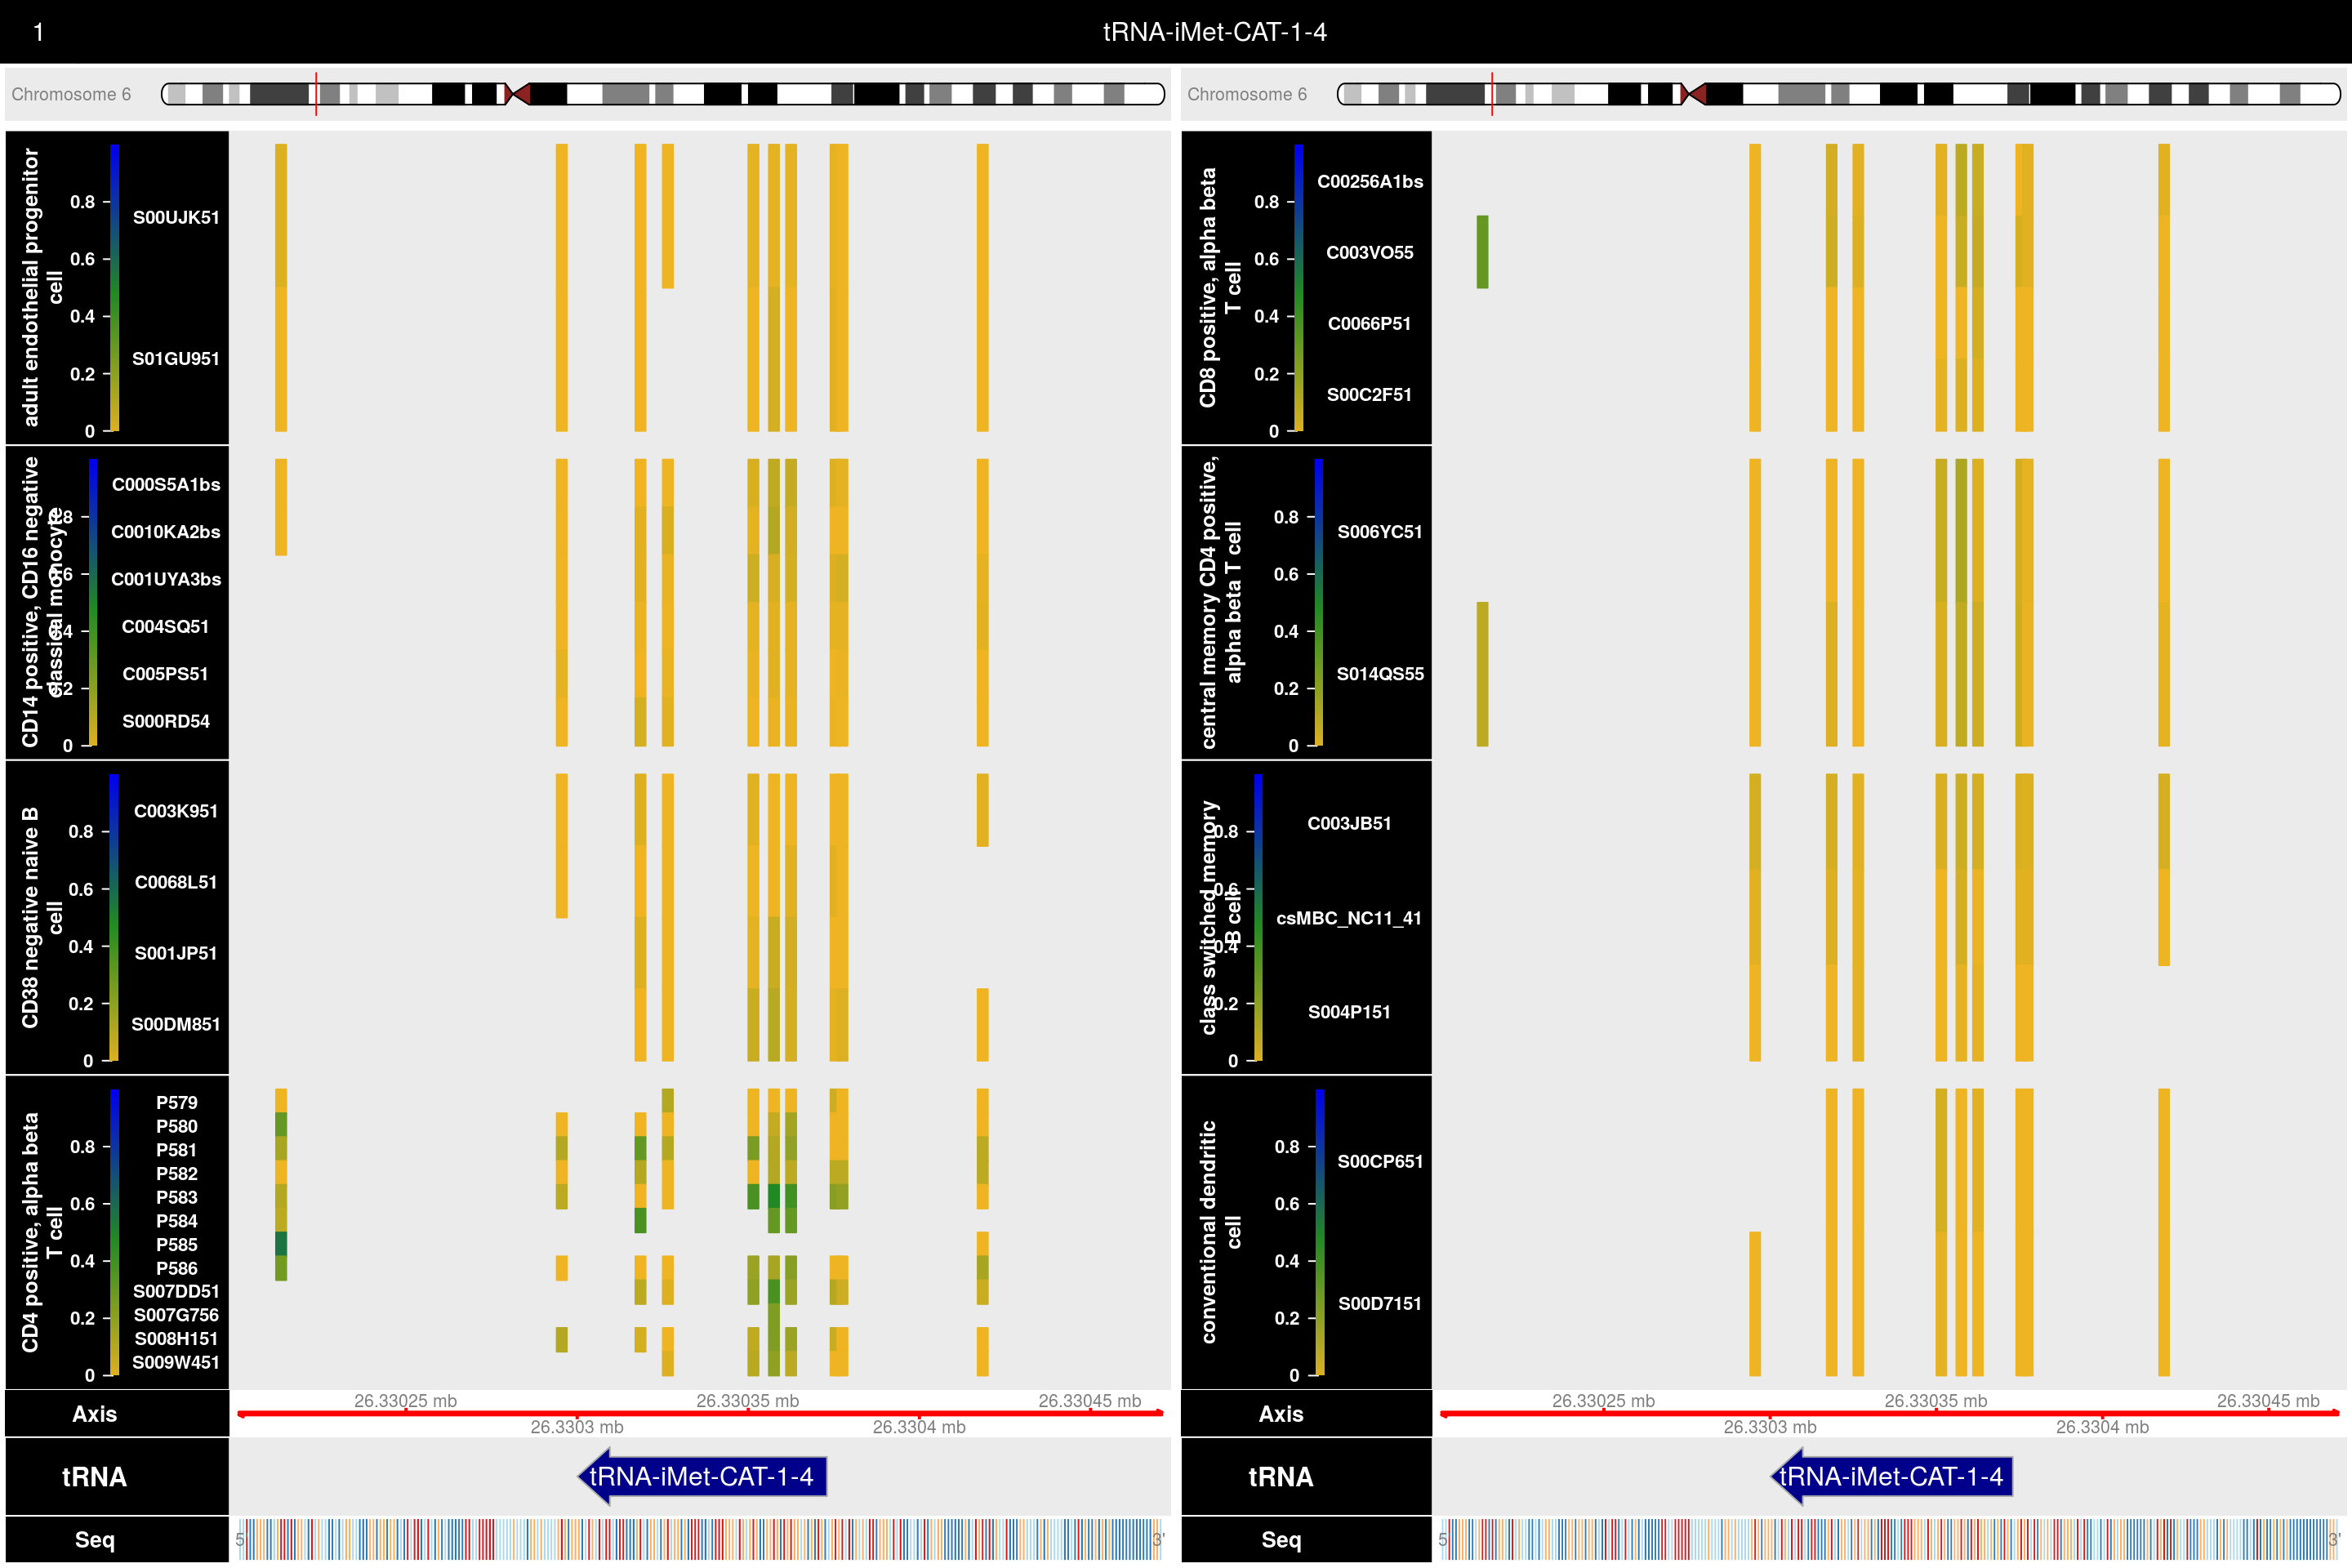 1
tRNA-iMet-CAT-1-4
Chromosome 6
adult endothelial progenitor
cell
0.8
0.6
0.4
0.2
0
S00UJK51
S01GU951
CD14 positive, CD16 negative
classical monocyte
0.8
0.6
0.4
0.2
0
C000S5A1bs
C0010KA2bs
C001UYA3bs
C004SQ51
C005PS51
S000RD54
CD38 negative naive B
cell
0.8
0.6
0.4
0.2
0
C003K951
C0068L51
S001JP51
S00DM851
CD4 positive, alpha beta
T cell
0.8
0.6
0.4
0.2
0
P579
P580
P581
P582
P583
P584
P585
P586
S007DD51
S007G756
S008H151
S009W451
Axis
26.33025 mb
26.33035 mb
26.33045 mb
26.3303 mb
26.3304 mb
tRNA
tRNA-iMet-CAT-1-4
Seq
5'
3'
Chromosome 6
CD8 positive, alpha beta
T cell
0.8
0.6
0.4
0.2
0
C00256A1bs
C003VO55
C0066P51
S00C2F51
central memory CD4 positive,
alpha beta T cell
0.8
0.6
0.4
0.2
0
S006YC51
S014QS55
class switched memory
B cell
0.8
0.6
0.4
0.2
0
C003JB51
csMBC_NC11_41
S004P151
conventional dendritic
cell
0.8
0.6
0.4
0.2
0
S00CP651
S00D7151
Axis
26.33025 mb
26.33035 mb
26.33045 mb
26.3303 mb
26.3304 mb
tRNA
tRNA-iMet-CAT-1-4
Seq
5'
3'